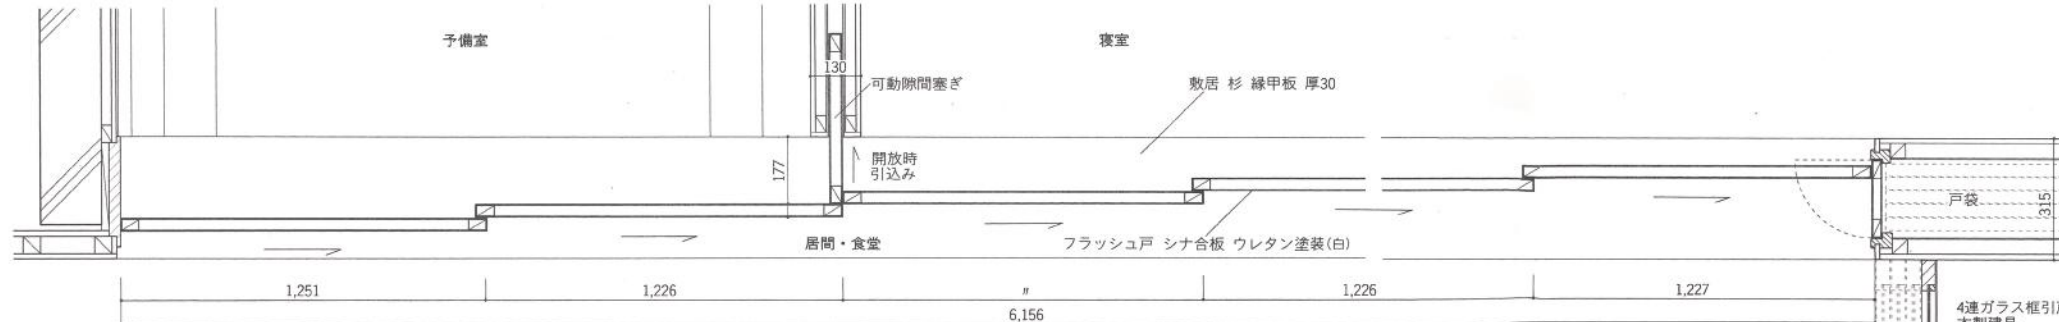 予備室
寝室
130
可動隙間塞ぎ
敷居 杉 縁甲板 厚30
177
開放時
引込み
戸袋
315
居間・食堂
フラッシュ戸 シナ合板 ウレタン塗装(白)
1,251
1,226
〃
1,226
1,227
6,156
4連ガラス框引